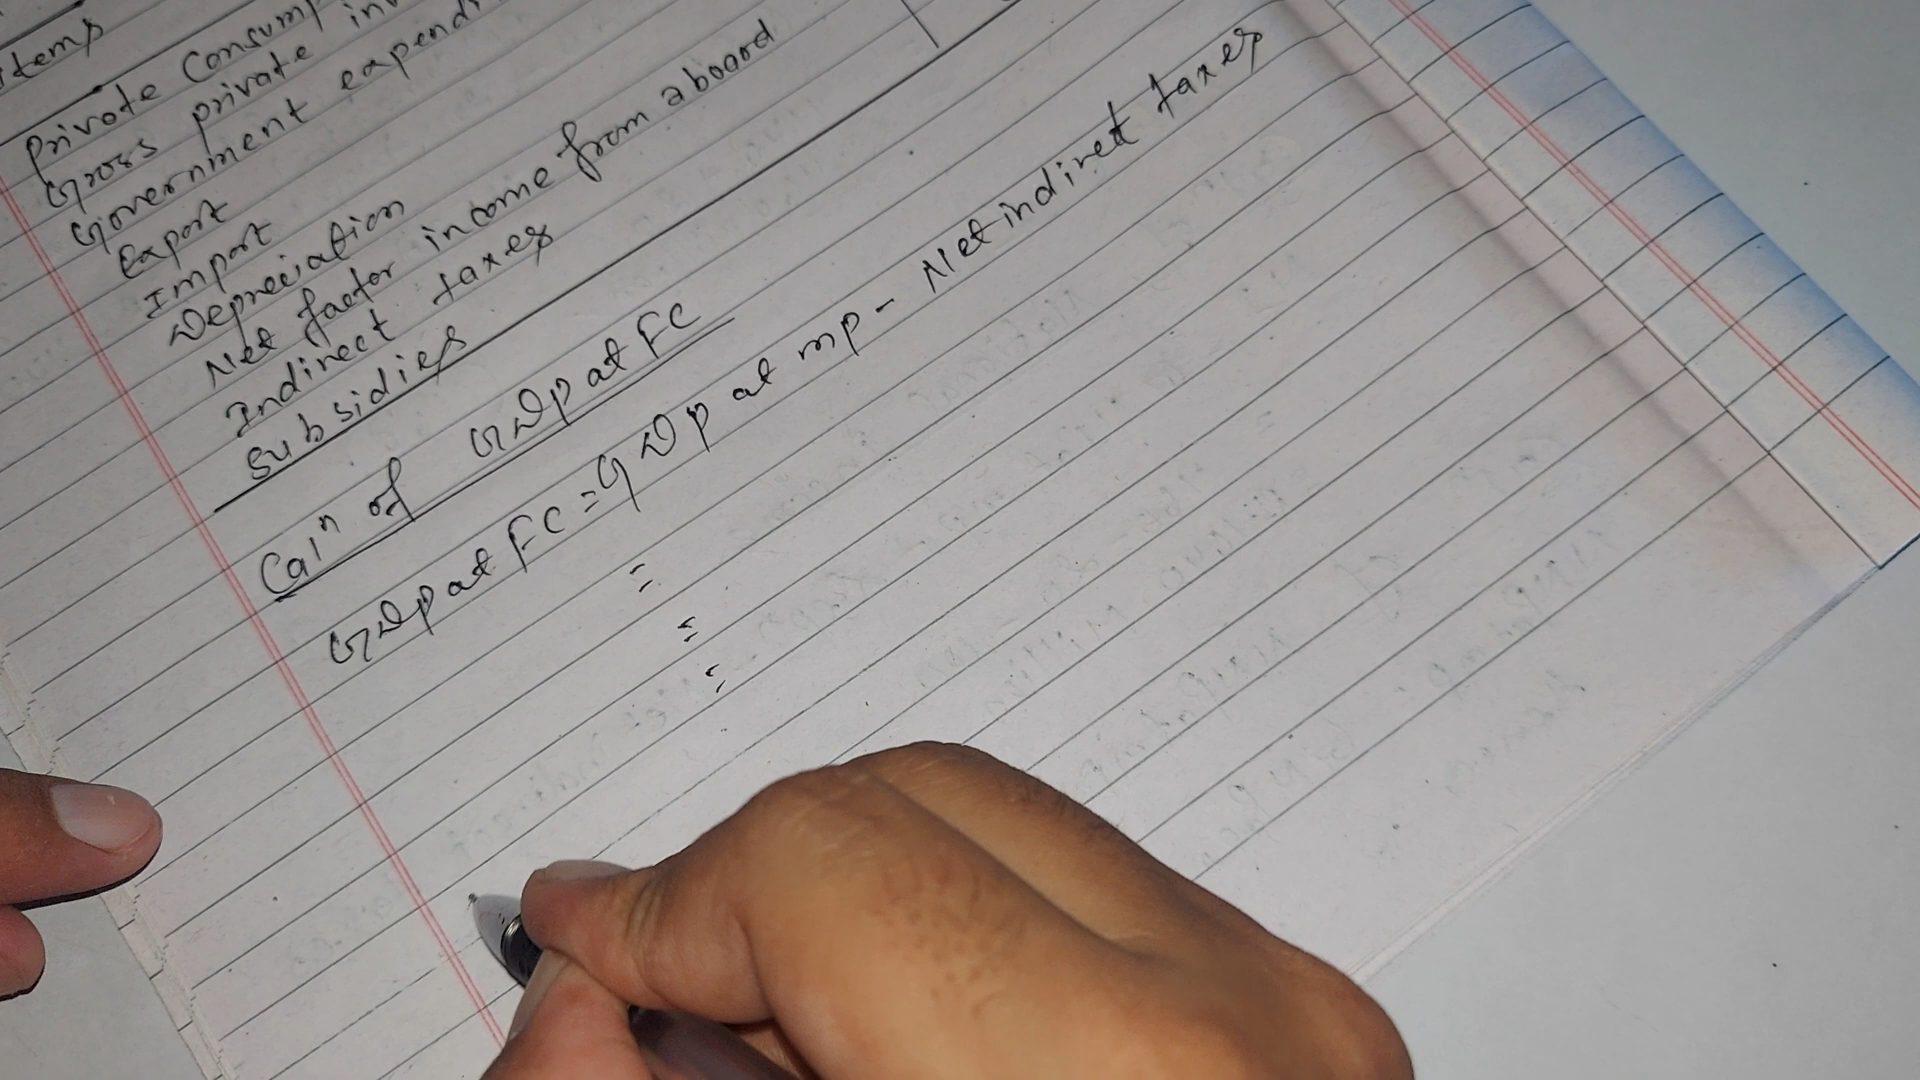 items
Private Consump
Gross private inv
Government expendi
Export
Import
Depreciation
Net factor income from aboard
Indirect taxes
Subsidies
Calⁿ of GDP at FC
GDP at FC = GDP at mp - Net indirect taxes
=
=
=